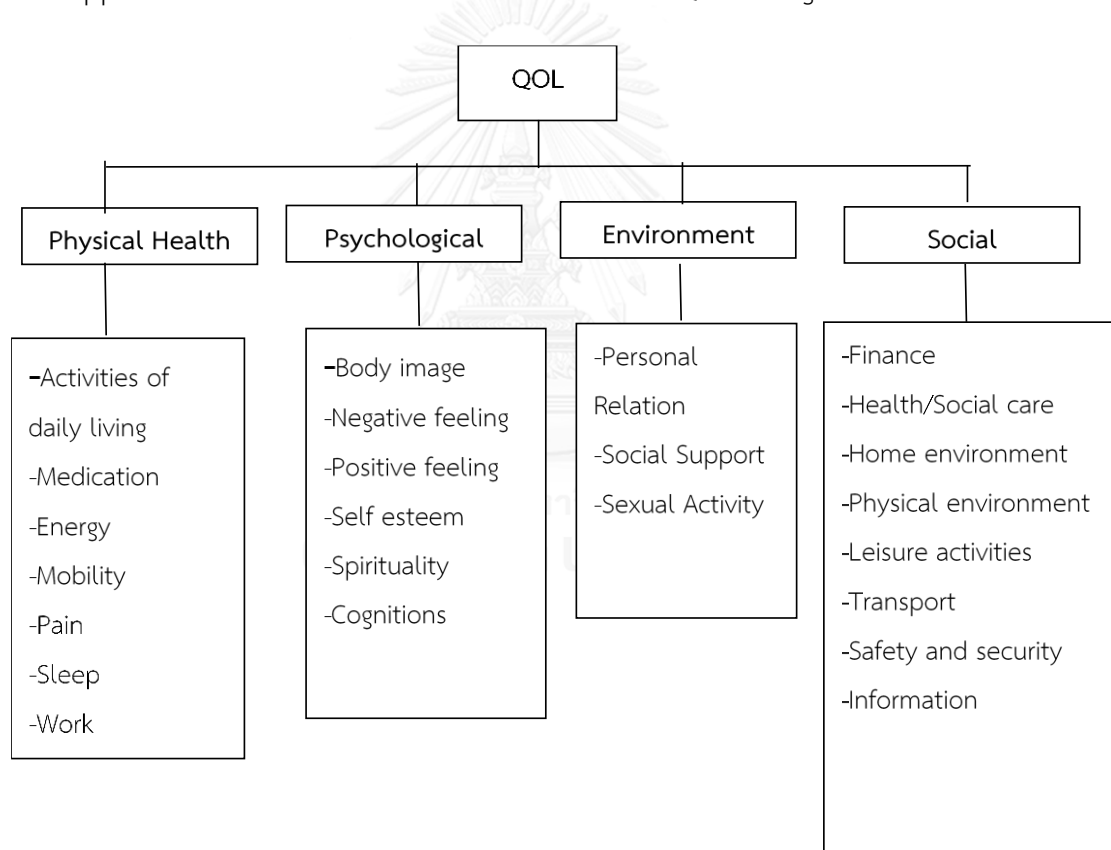 QOL
Physical Health
Psychological
Environment
Social
-Activities of
daily living
-Medication
-Energy
-Mobility
-Pain
-Sleep
-Work
-Body image
-Negative feeling
-Positive feeling
-Self esteem
-Spirituality
-Cognitions
-Personal
Relation
-Social Support
-Sexual Activity
-Finance
-Health/Social care
-Home environment
-Physical environment
-Leisure activities
-Transport
-Safety and security
-Information